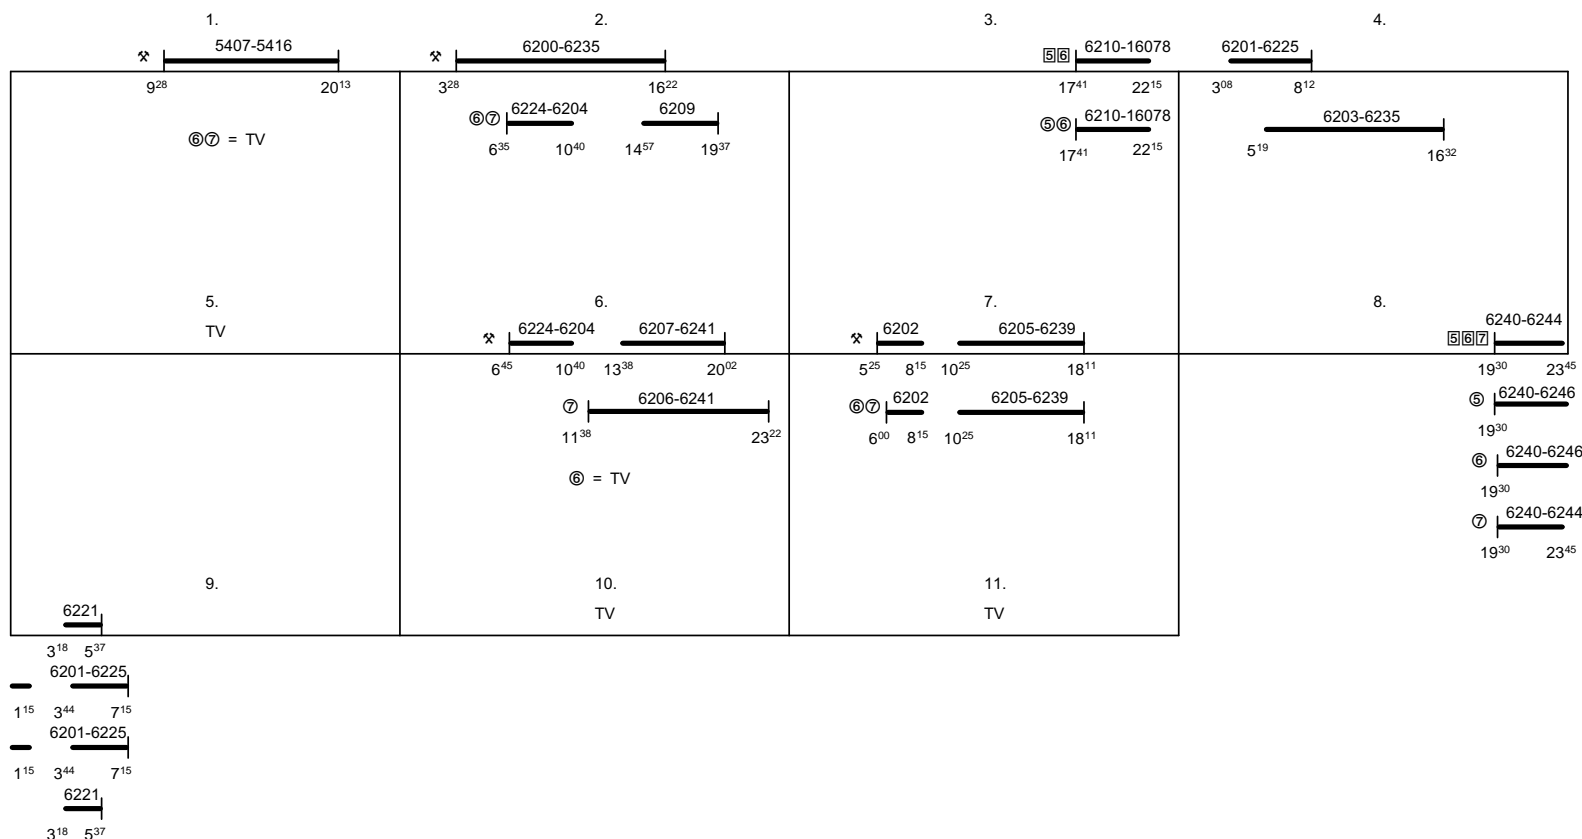 1. 2. 3. 4.
⚒ 5407-5416 ⚒ 6200-6235 5 6 6210-16078 6201-6225
9²⁸ 20¹³ 3²⁸ 16²² 17⁴¹ 22¹⁵ 3⁰⁸ 8¹²
⑥⑦ 6224-6204 6209 ⑤⑥ 6210-16078 6203-6235
⑥⑦ = TV 6³⁵ 10⁴⁰ 14⁵⁷ 19³⁷ 17⁴¹ 22¹⁵ 5¹⁹ 16³²
5. 6. 7. 8.
TV
⚒ 6224-6204 6207-6241 ⚒ 6202 6205-6239 5 6 7 6240-6244
6⁴⁵ 10⁴⁰ 13³⁸ 20⁰² 5²⁵ 8¹⁵ 10²⁵ 18¹¹ 19³⁰ 23⁴⁵
⑦ 6206-6241 ⑥⑦ 6202 6205-6239 ⑤ 6240-6246
11³⁸ 23²² 6⁰⁰ 8¹⁵ 10²⁵ 18¹¹ 19³⁰
⑥ = TV ⑥ 6240-6246
19³⁰
⑦ 6240-6244
19³⁰ 23⁴⁵
9. 10. 11.
TV TV
6221
3¹⁸ 5³⁷
6201-6225
1¹⁵ 3⁴⁴ 7¹⁵
6201-6225
1¹⁵ 3⁴⁴ 7¹⁵
6221
3¹⁸ 5³⁷